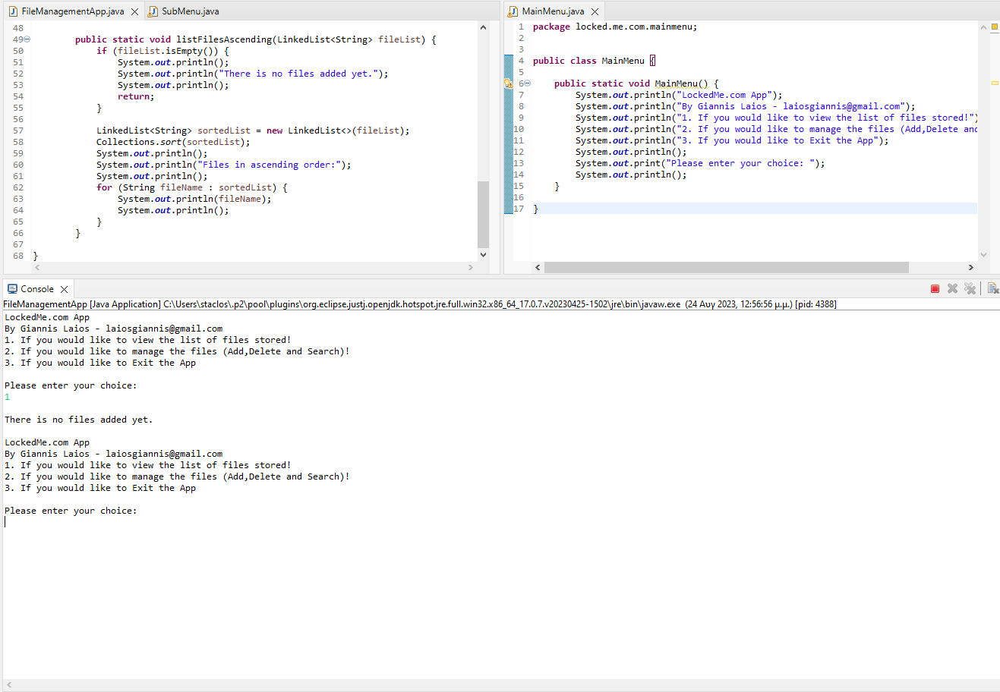 FileManagementApp.java
SubMenu.java
48
49 public static void listFilesAscending(LinkedList<String> fileList) {
50 if (fileList.isEmpty()) {
51 System.out.println();
52 System.out.println("There is no files added yet.");
53 System.out.println();
54 return;
55 }
56
57 LinkedList<String> sortedList = new LinkedList<>(fileList);
58 Collections.sort(sortedList);
59 System.out.println();
60 System.out.println("Files in ascending order:");
61 System.out.println();
62 for (String fileName : sortedList) {
63 System.out.println(fileName);
64 System.out.println();
65 }
66 }
67
68 }
MainMenu.java
1 package locked.me.com.mainmenu;
2
3
4 public class MainMenu {
5
6 public static void MainMenu() {
7 System.out.println("LockedMe.com App");
8 System.out.println("By Giannis Laios - laiosgiannis@gmail.com");
9 System.out.println("1. If you would like to view the list of files stored!")
10 System.out.println("2. If you would like to manage the files (Add,Delete and
11 System.out.println("3. If you would like to Exit the App");
12 System.out.println();
13 System.out.print("Please enter your choice: ");
14 System.out.println();
15 }
16
17 }
Console
FileManagementApp [Java Application] C:\Users\staclos\.p2\pool\plugins\org.eclipse.justj.openjdk.hotspot.jre.full.win32.x86_64_17.0.7.v20230425-1502\jre\bin\javaw.exe (24 Αυγ 2023, 12:56:56 μ.μ.) [pid: 4388]
LockedMe.com App
By Giannis Laios - laiosgiannis@gmail.com
1. If you would like to view the list of files stored!
2. If you would like to manage the files (Add,Delete and Search)!
3. If you would like to Exit the App
Please enter your choice:
1
There is no files added yet.
LockedMe.com App
By Giannis Laios - laiosgiannis@gmail.com
1. If you would like to view the list of files stored!
2. If you would like to manage the files (Add,Delete and Search)!
3. If you would like to Exit the App
Please enter your choice: